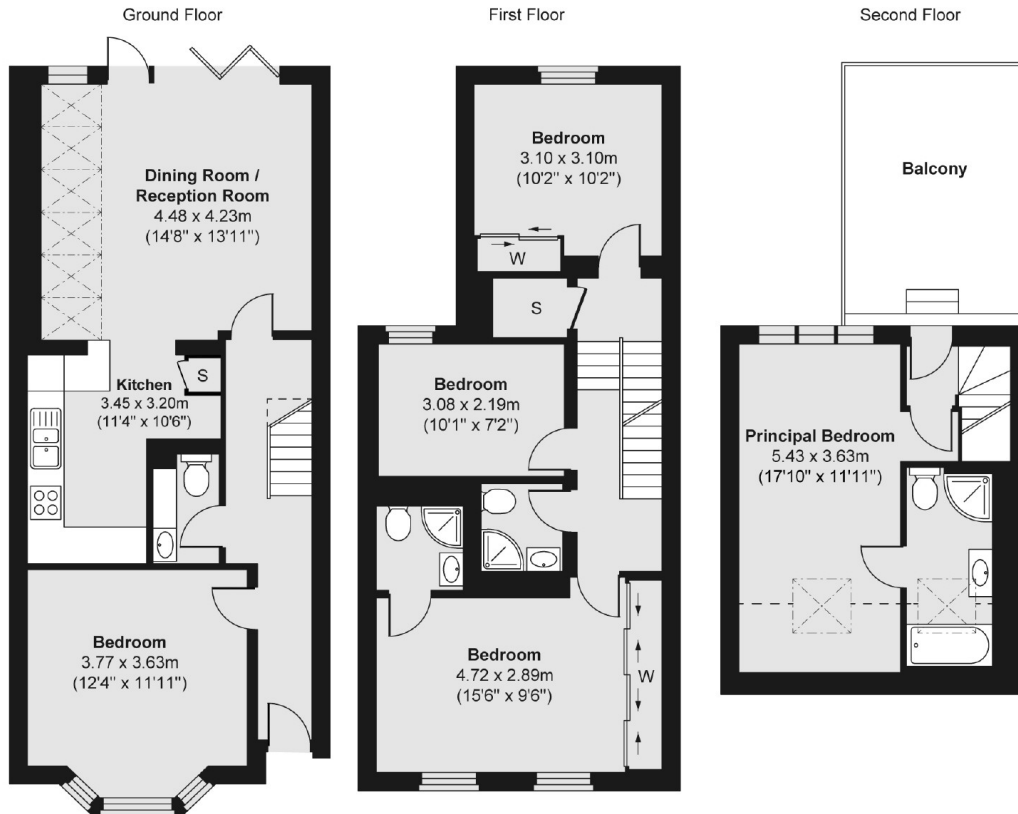 Ground Floor
Dining Room /
Reception Room
4.48 x 4.23m
(14'8" x 13'11")
S
Kitchen
3.45 x 3.20m
(11'4" x 10'6")
Bedroom
3.77 x 3.63m
(12'4" x 11'11")
First Floor
Bedroom
3.10 x 3.10m
(10'2" x 10'2")
W
S
Bedroom
3.08 x 2.19m
(10'1" x 7'2")
Bedroom
4.72 x 2.89m
(15'6" x 9'6")
W
Second Floor
Balcony
Principal Bedroom
5.43 x 3.63m
(17'10" x 11'11")